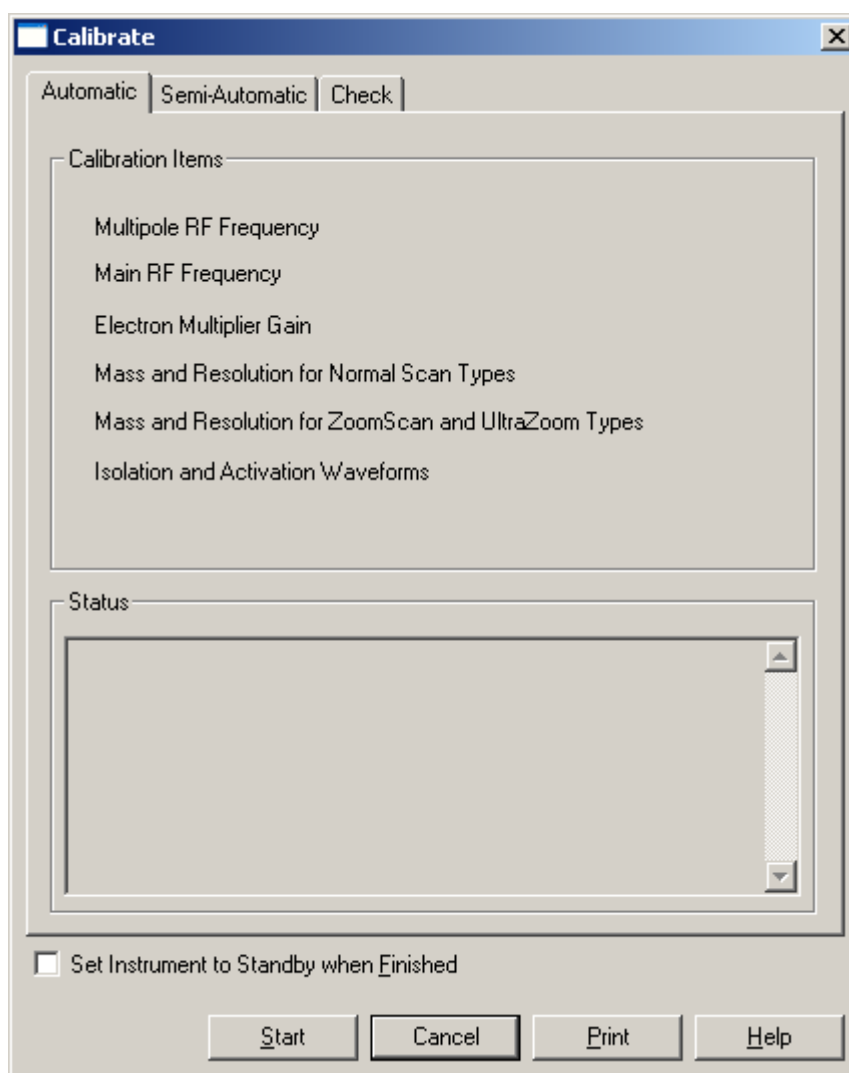 Calibrate
Automatic Semi-Automatic Check
Calibration Items
Multipole RF Frequency
Main RF Frequency
Electron Multiplier Gain
Mass and Resolution for Normal Scan Types
Mass and Resolution for ZoomScan and UltraZoom Types
Isolation and Activation Waveforms
Status
Set Instrument to Standby when Finished
Start Cancel Print Help